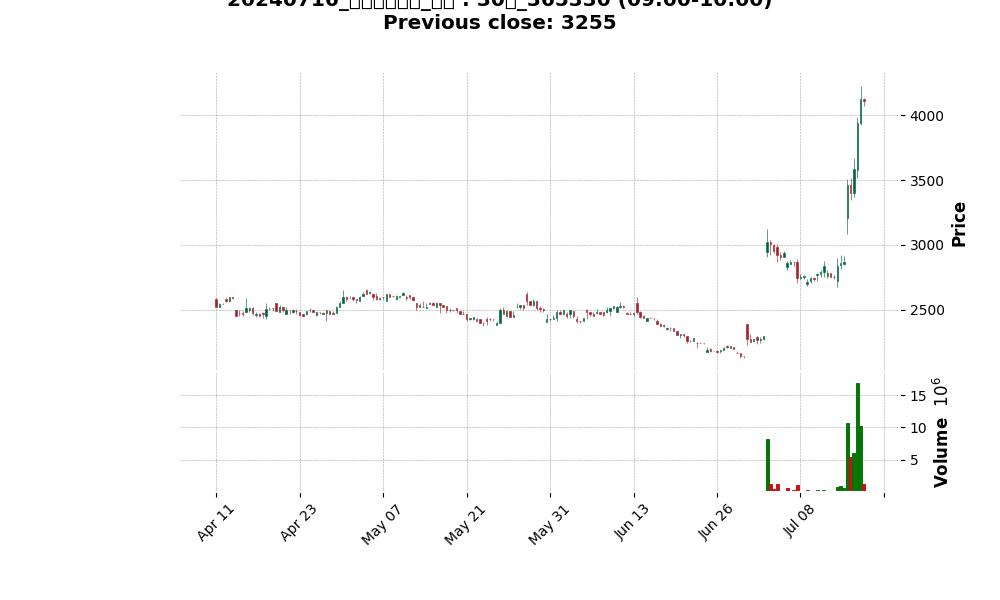 Previous close: 3255
4000
3500
3000
2500
Price
15
10
5
Volume 10^6
Apr 11
Apr 23
May 07
May 21
May 31
Jun 13
Jun 26
Jul 08